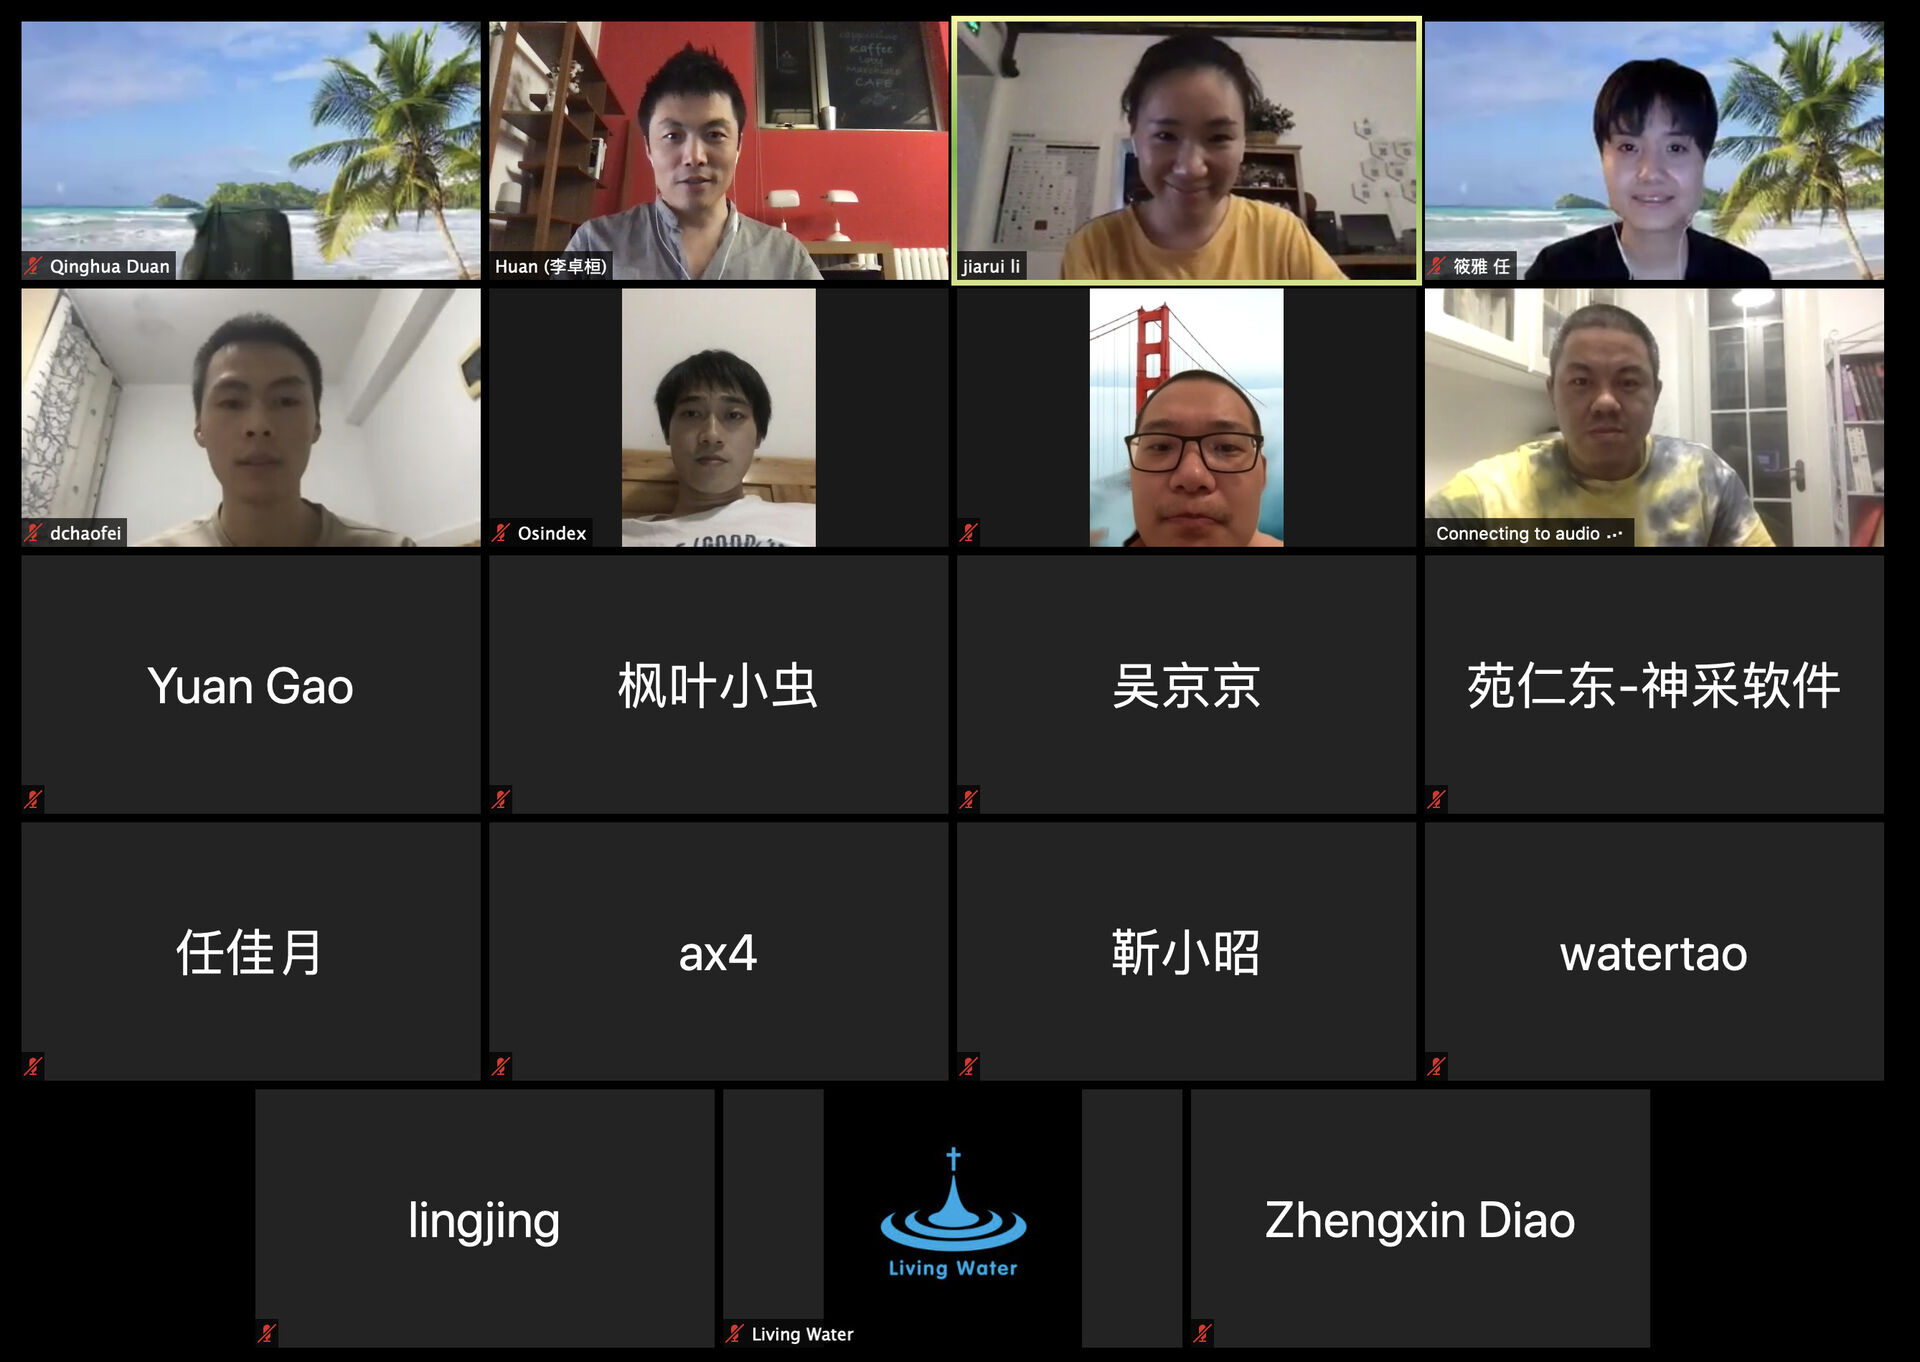 Kaffee
Latte
CAFE
Qinghua Duan
Huan (李卓桓)
jiarui li
筱雅 任
dchaofei
Osindex
Connecting to audio ...
Yuan Gao
枫叶小虫
吴京京
苑仁东-神采软件
任佳月
ax4
靳小昭
watertao
lingjing
Living Water
Living Water
Zhengxin Diao